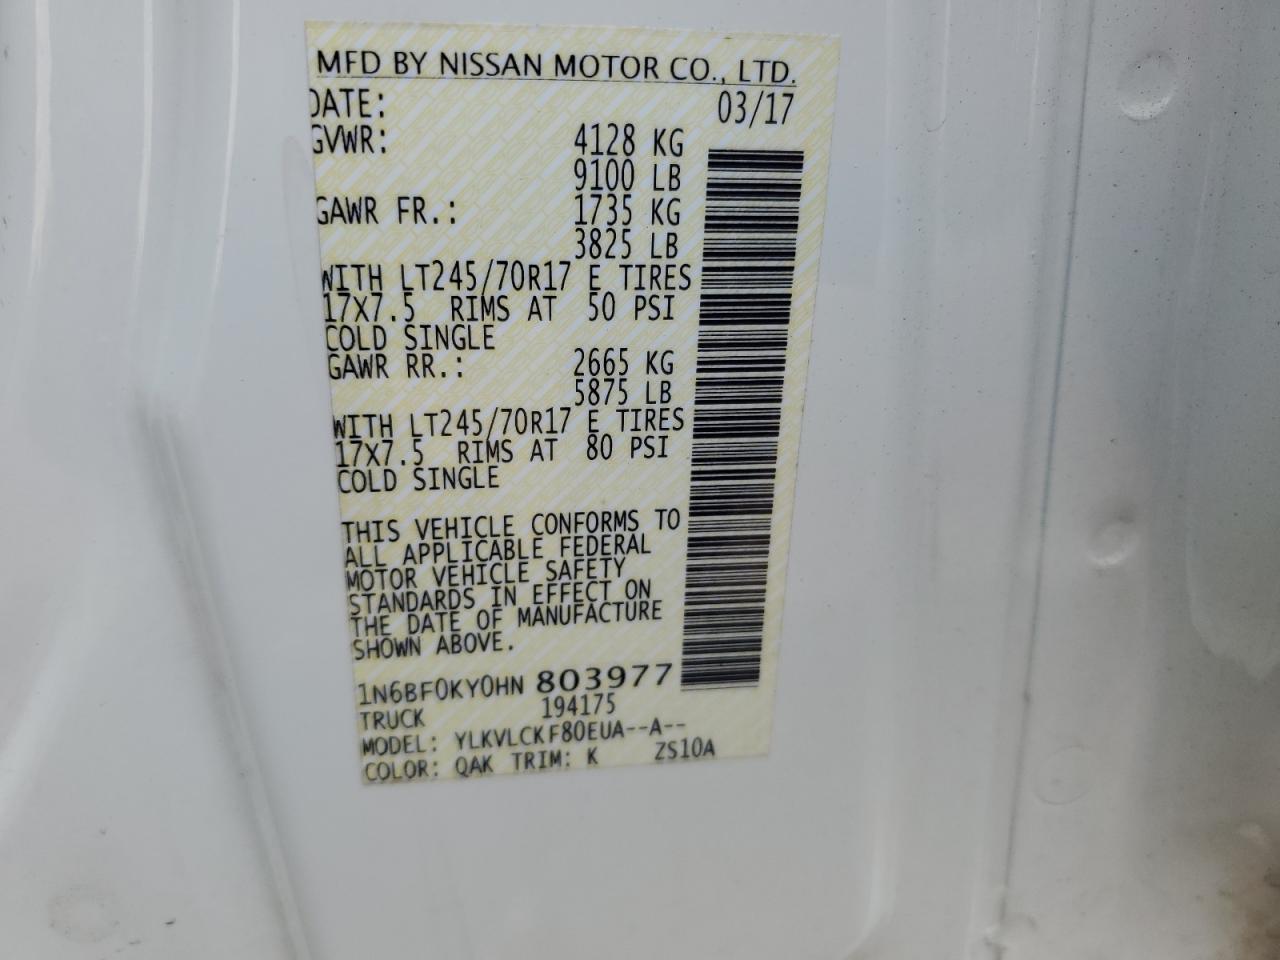 MFD BY NISSAN MOTOR CO., LTD.
DATE: 03/17
GVWR: 4128 KG
9100 LB
GAWR FR.: 1735 KG
3825 LB
WITH LT245/70R17 E TIRES
17X7.5 RIMS AT 50 PSI
COLD SINGLE
GAWR RR.: 2665 KG
5875 LB
WITH LT245/70R17 E TIRES
17X7.5 RIMS AT 80 PSI
COLD SINGLE
THIS VEHICLE CONFORMS TO
ALL APPLICABLE FEDERAL
MOTOR VEHICLE SAFETY
STANDARDS IN EFFECT ON
THE DATE OF MANUFACTURE
SHOWN ABOVE.
1N6BF0KY0HN 803977
TRUCK 194175
MODEL: YLKVLCKF80EUA--A--
COLOR: QAK TRIM: K ZS10A